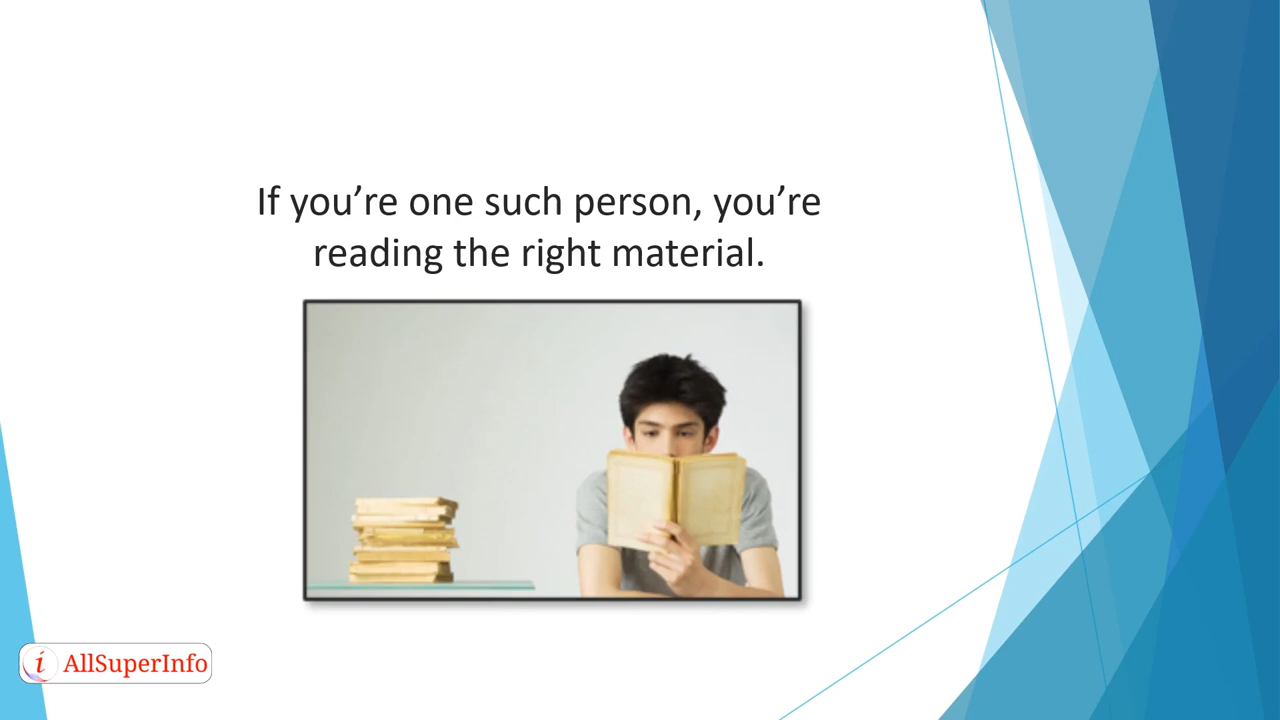 If you’re one such person, you’re
reading the right material.
i AllSuperInfo